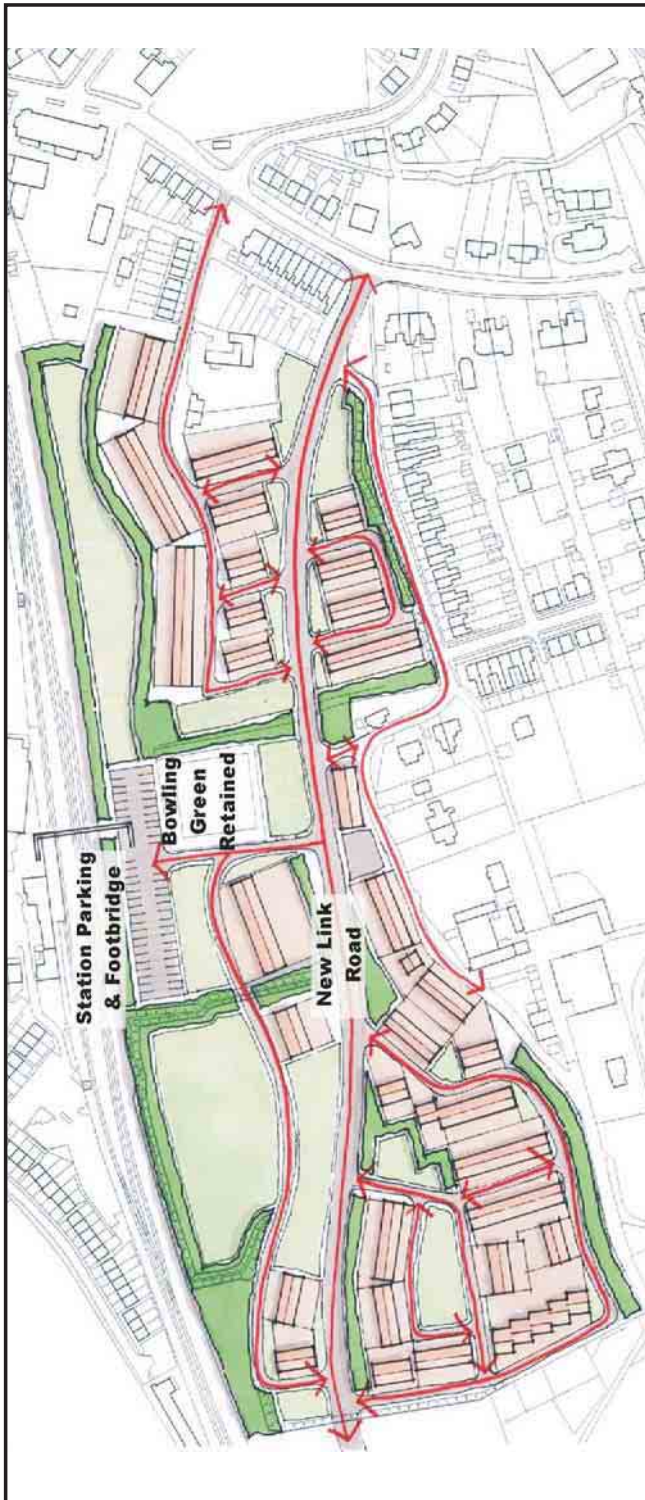 Station Parking
& Footbridge
Bowling
Green
Retained
New Link
Road